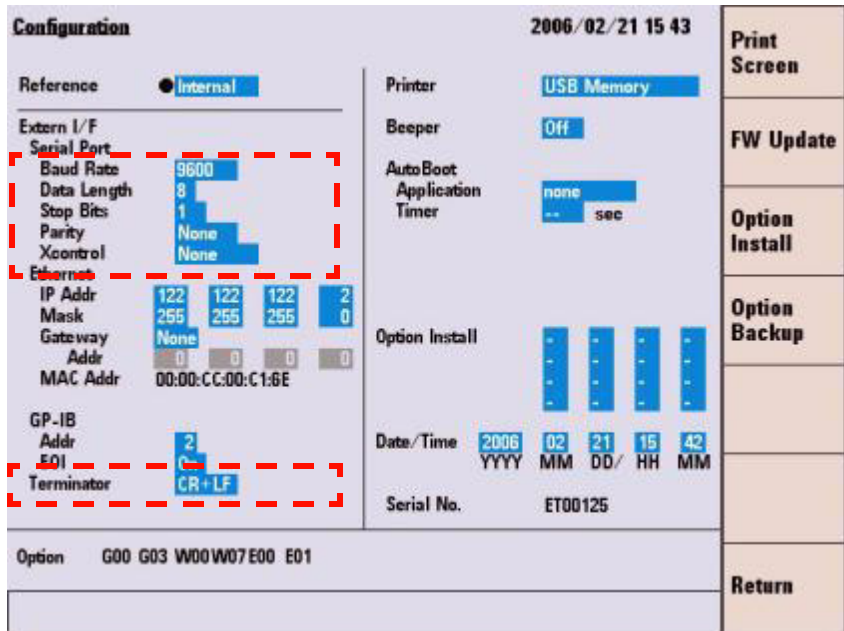 Configuration 2006/02/21 15 43
Reference ●Internal
Extern I/F
Serial Port
Baud Rate 9600
Data Length 8
Stop Bits 1
Parity None
Xcontrol None
Ethernet
IP Addr 122 122 122 2
Mask 255 255 255 0
Gateway None
Addr 0 0 0 0
MAC Addr 00:00:CC:00:C1:6E
GP-IB
Addr 2
EOI On
Terminator CR+LF
Printer USB Memory
Beeper Off
AutoBoot
Application none
Timer -- sec
Option Install - - - -
- - - -
- - - -
- - - -
Date/Time 2006 02 21 15 42
YYYY MM DD/ HH MM
Serial No. ET00125
Option G00 G03 W00 W07 E00 E01
Print
Screen
FW Update
Option
Install
Option
Backup
Return